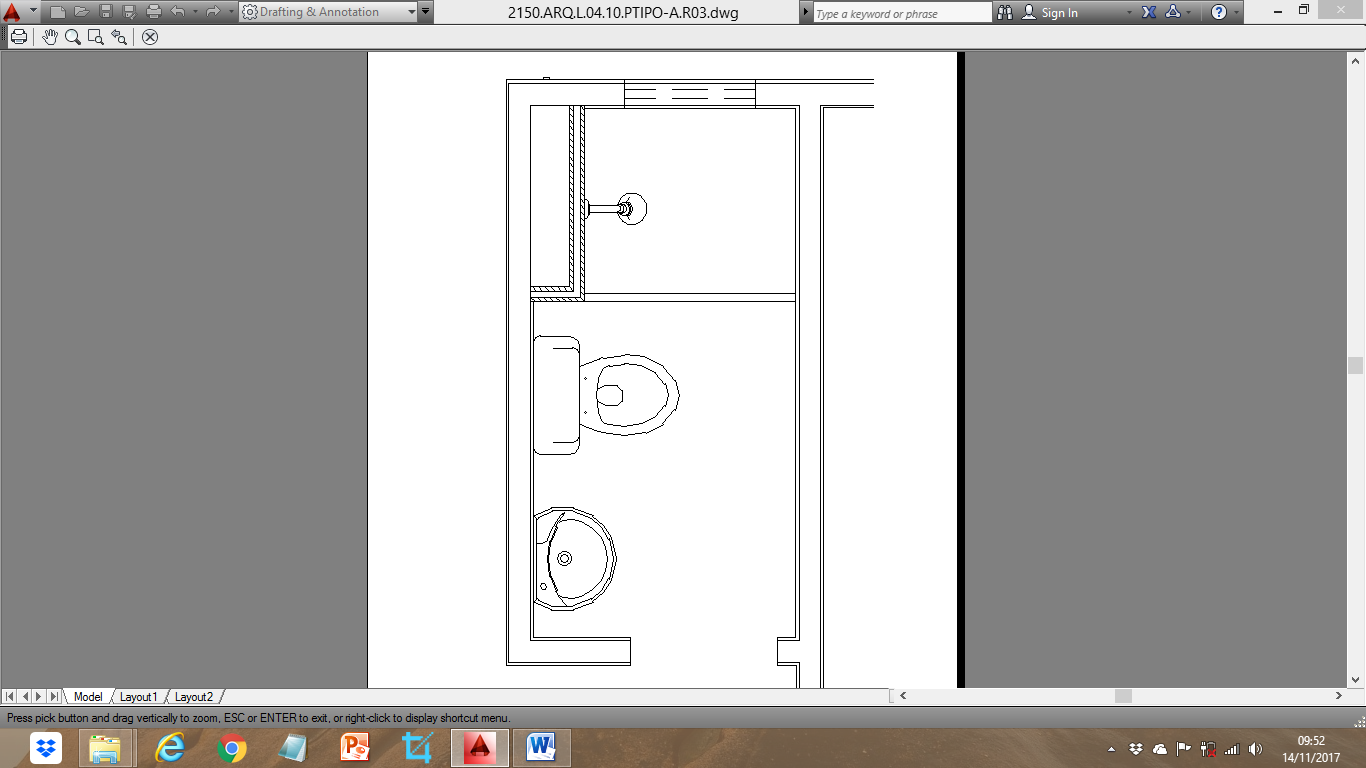 Drafting & Annotation
2150.ARQ.L.04.10.PTIPO-A.R03.dwg
Type a keyword or phrase
Sign In
Model
Layout1
Layout2
Press pick button and drag vertically to zoom, ESC or ENTER to exit, or right-click to display shortcut menu.
09:52
14/11/2017